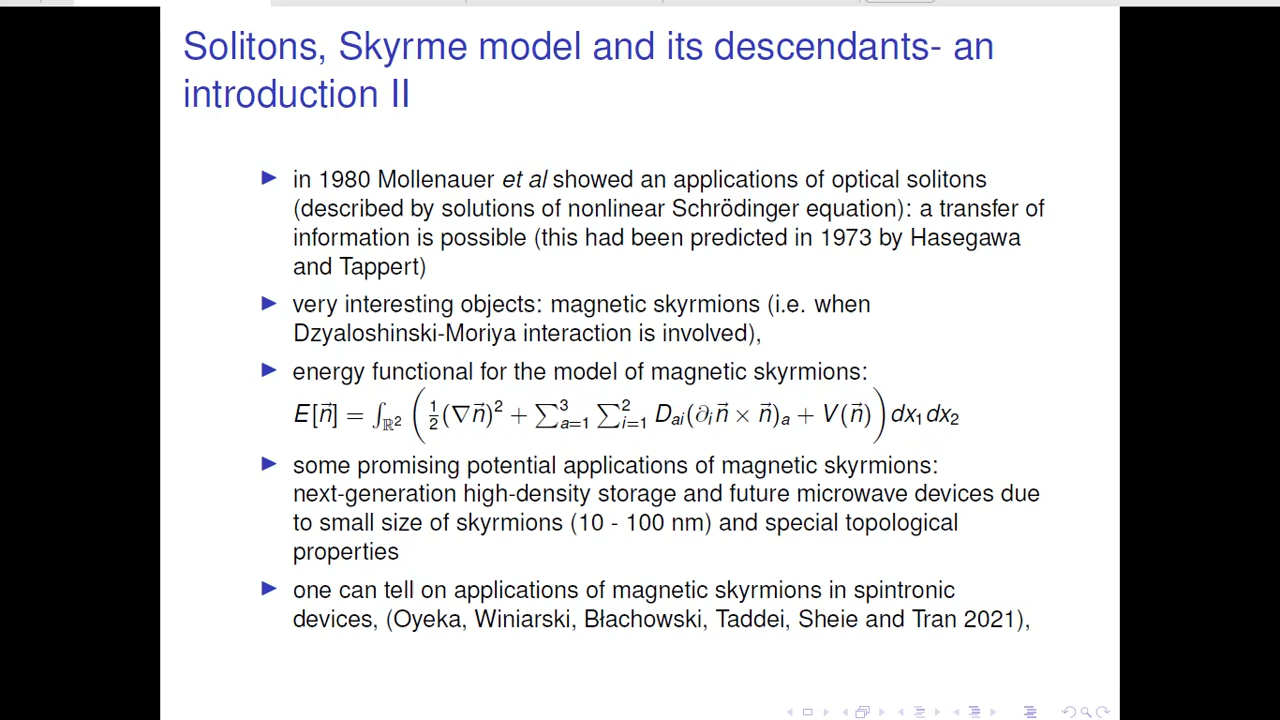 Solitons, Skyrme model and its descendants- an
introduction II
in 1980 Mollenauer et al showed an applications of optical solitons
(described by solutions of nonlinear Schrödinger equation): a transfer of
information is possible (this had been predicted in 1973 by Hasegawa
and Tappert)
very interesting objects: magnetic skyrmions (i.e. when
Dzyaloshinski-Moriya interaction is involved),
energy functional for the model of magnetic skyrmions:
E[n⃗] = ∫_ℝ² (½(∇n⃗)² + ∑³ₐ₌₁ ∑²ᵢ₌₁ Dₐᵢ(∂ᵢn⃗ × n⃗)ₐ + V(n⃗)) dx₁dx₂
some promising potential applications of magnetic skyrmions:
next-generation high-density storage and future microwave devices due
to small size of skyrmions (10 - 100 nm) and special topological
properties
one can tell on applications of magnetic skyrmions in spintronic
devices, (Oyeka, Winiarski, Błachowski, Taddei, Sheie and Tran 2021),